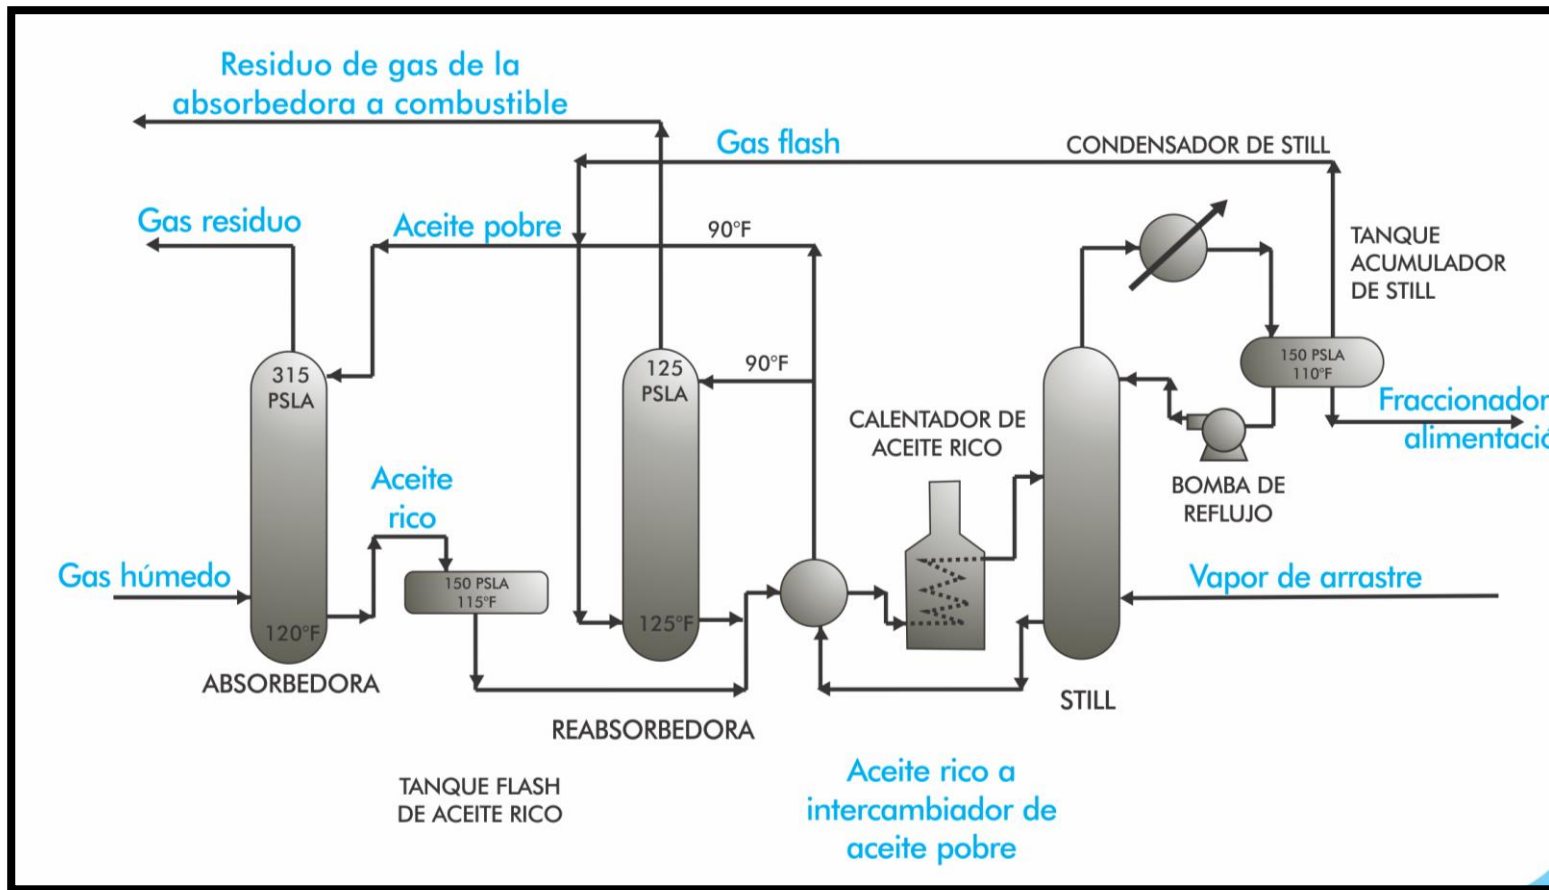 Residuo de gas de la
absorbedora a combustible
Gas flash
CONDENSADOR DE STILL
Gas residuo
Aceite pobre
90°F
TANQUE
ACUMULADOR
DE STILL
315
PSLA
125
PSLA
90°F
150 PSLA
110°F
CALENTADOR DE
ACEITE RICO
Fraccionador
alimentació
Aceite
rico
BOMBA DE
REFLUJO
Gas húmedo
150 PSLA
115°F
Vapor de arrastre
120°F
125°F
ABSORBEDORA
STILL
REABSORBEDORA
TANQUE FLASH
DE ACEITE RICO
Aceite rico a
intercambiador de
aceite pobre